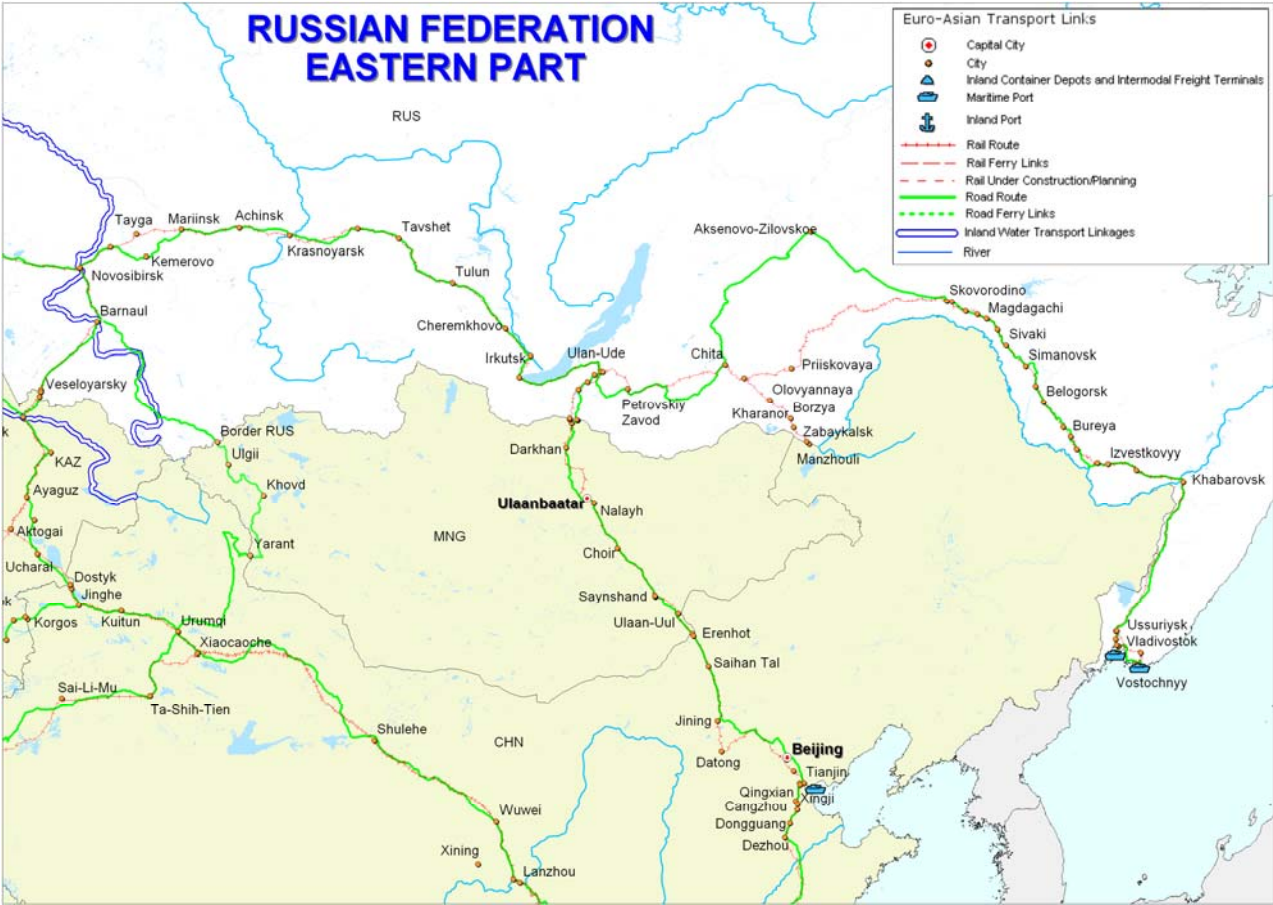 RUSSIAN FEDERATION
EASTERN PART
Euro-Asian Transport Links
Capital City
City
Inland Container Depots and Intermodal Freight Terminals
Maritime Port
Inland Port
Rail Route
Rail Ferry Links
Rail Under Construction/Planning
Road Route
Road Ferry Links
Inland Water Transport Linkages
River
RUS
Tayga
Mariinsk
Achinsk
Krasnoyarsk
Tavshet
Kemerovo
Novosibirsk
Barnaul
Tulun
Cheremkhovo
Irkutsk
Ulan-Ude
Petrovskiy
Zavod
Chita
Aksenovo-Zilovskoe
Skovorodino
Magdagachi
Sivaki
Simanovsk
Belogorsk
Bureya
Izvestkovyy
Khabarovsk
Priiskovaya
Olovyannaya
Kharanor
Borzya
Zabaykalsk
Manzhouli
Veseloyarsky
k
KAZ
Ayaguz
Aktogai
Ucharal
Dostyk
Jinghe
ok
Korgos
Kuitun
Urumqi
Xiaocaoche
Sai-Li-Mu
Ta-Shih-Tien
Border RUS
Ulgii
Khovd
Yarant
Darkhan
Ulaanbaatar
Nalayh
MNG
Choir
Saynshand
Ulaan-Uul
Erenhot
Saihan Tal
Jining
Datong
Beijing
Tianjin
Qingxian
Xingji
Cangzhou
Dongguang
Dezhou
CHN
Shulehe
Wuwei
Xining
Lanzhou
Ussuriysk
Vladivostok
Vostochnyy